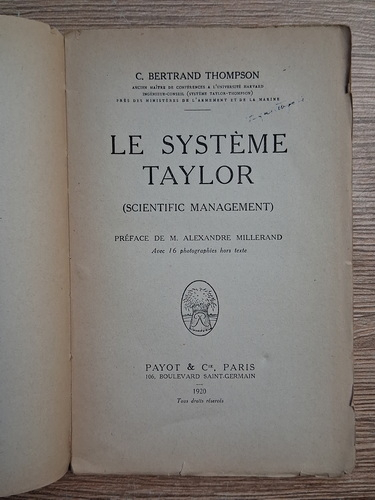 C. BERTRAND THOMPSON
ANCIEN MAÎTRE DE CONFÉRENCES A L'UNIVERSITÉ HARVARD
INGÉNIEUR-CONSEIL (SYSTÈME TAYLOR-THOMPSON)
PRÈS DES MINISTÈRES DE L'ARMEMENT ET DE LA MARINE
LE SYSTÈME
TAYLOR
(SCIENTIFIC MANAGEMENT)
PRÉFACE DE M. ALEXANDRE MILLERAND
Avec 16 photographies hors texte
PAYOT & Cie, PARIS
106, BOULEVARD SAINT-GERMAIN
1920
Tous droits réservés